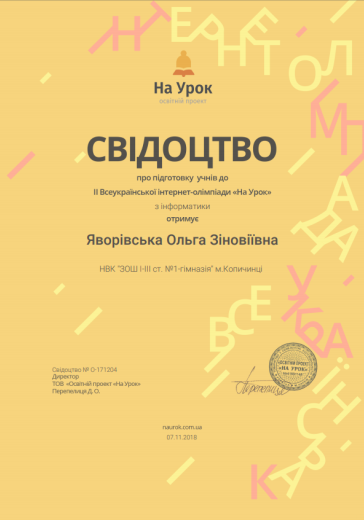 На Урок
освітній проект
СВІДОЦТВО
про підготовку учнів до
ІІ Всеукраїнської інтернет-олімпіади «На Урок»
з інформатики
отримує
Яворівська Ольга Зіновіївна
НВК "ЗОШ І-ІІІ ст. №1-гімназія" м.Копичинці
Свідоцтво № О-171204
Директор
ТОВ «Освітній проект «На Урок»
Перепелиця Д. О.
«НА УРОК»
naurok.com.ua
07.11.2018